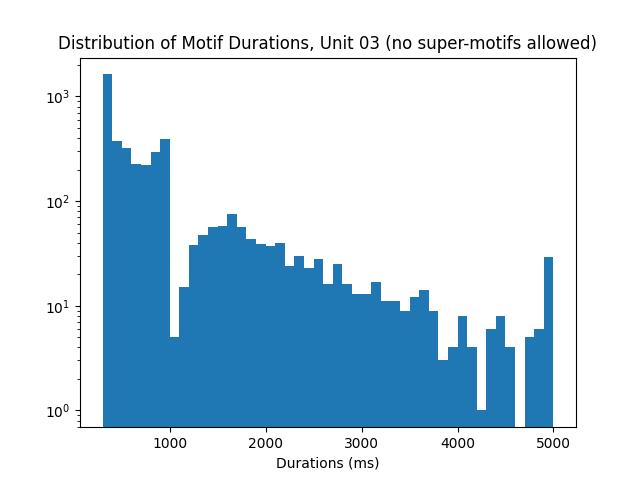 Distribution of Motif Durations, Unit 03 (no super-motifs allowed)
10³
10²
10¹
10⁰
1000 2000 3000 4000 5000
Durations (ms)